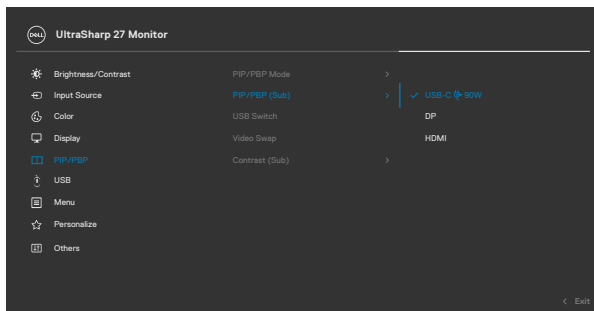 DELL UltraSharp 27 Monitor
Brightness/Contrast PIP/PBP Mode
Input Source PIP/PBP (Sub) USB-C 90W
Color USB Switch DP
Display Video Swap HDMI
PIP/PBP Contrast (Sub)
USB
Menu
Personalize
Others
Exit